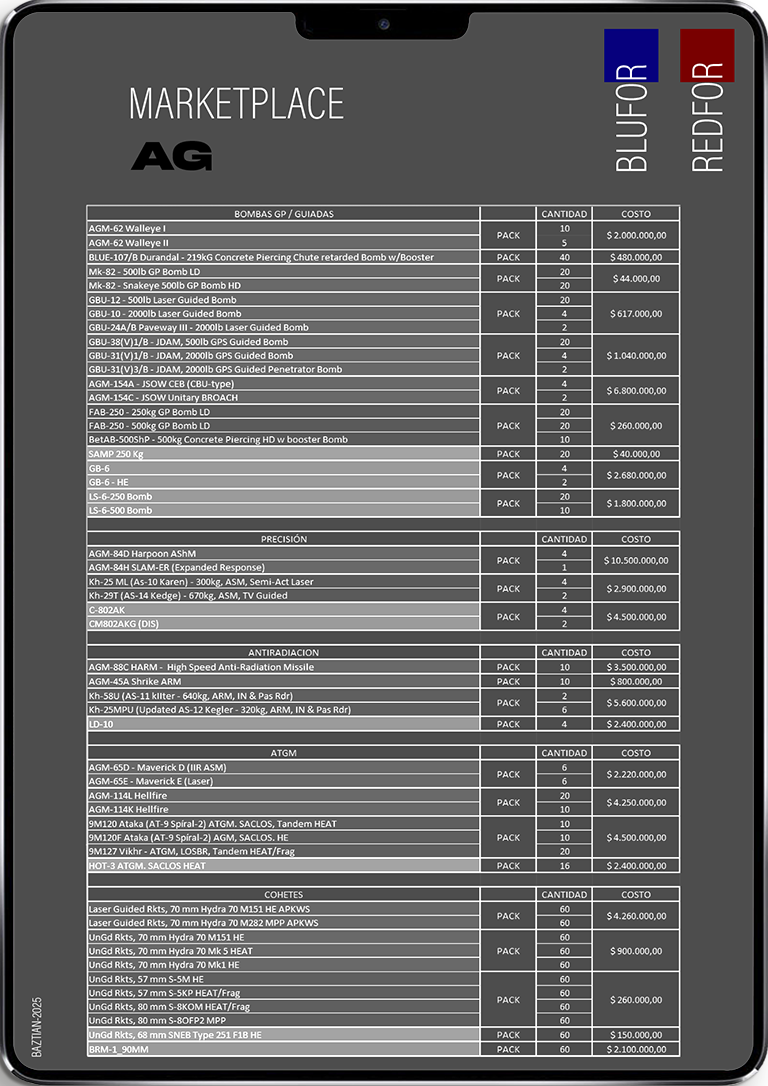 BLUFOR
REDFOR
MARKETPLACE
AG
BOMBAS GP / GUIADAS CANTIDAD COSTO
AGM-62 Walleye I 10
AGM-62 Walleye II 5
PACK $ 2.000.000,00
BLUE-107/B Durandal - 219kG Concrete Piercing Chute retarded Bomb w/Booster PACK 40 $ 480.000,00
Mk-82 - 500lb GP Bomb LD 20
Mk-82 - Snakeye 500lb GP Bomb HD 20
PACK $ 44.000,00
GBU-12 - 500lb Laser Guided Bomb 20
GBU-10 - 2000lb Laser Guided Bomb PACK 4 $ 617.000,00
GBU-24A/B Paveway III - 2000lb Laser Guided Bomb 2
GBU-38(V)1/B - JDAM, 500lb GPS Guided Bomb 20
GBU-31(V)1/B - JDAM, 2000lb GPS Guided Bomb PACK 4 $ 1.040.000,00
GBU-31(V)3/B - JDAM, 2000lb GPS Guided Penetrator Bomb 2
AGM-154A - JSOW CEB (CBU-type) 4
AGM-154C - JSOW Unitary BROACH 2
PACK $ 6.800.000,00
FAB-250 - 250kg GP Bomb LD 20
FAB-250 - 500kg GP Bomb LD PACK 20 $ 260.000,00
BetAB-500ShP - 500kg Concrete Piercing HD w booster Bomb 10
SAMP 250 Kg PACK 20 $ 40.000,00
GB-6 4
GB-6 - HE 2
PACK $ 2.680.000,00
LS-6-250 Bomb 20
LS-6-500 Bomb 10
PACK $ 1.800.000,00
PRECISIÓN CANTIDAD COSTO
AGM-84D Harpoon AShM 4
AGM-84H SLAM-ER (Expanded Response) 1
PACK $ 10.500.000,00
Kh-25 ML (As-10 Karen) - 300kg, ASM, Semi-Act Laser 4
Kh-29T (AS-14 Kedge) - 670kg, ASM, TV Guided 2
PACK $ 2.900.000,00
C-802AK 4
CM802AKG (DIS) 2
PACK $ 4.500.000,00
ANTIRADIACION CANTIDAD COSTO
AGM-88C HARM - High Speed Anti-Radiation Missile PACK 10 $ 3.500.000,00
AGM-45A Shrike ARM PACK 10 $ 800.000,00
Kh-58U (AS-11 kIlter - 640kg, ARM, IN & Pas Rdr) 2
Kh-25MPU (Updated AS-12 Kegler - 320kg, ARM, IN & Pas Rdr) 6
PACK $ 5.600.000,00
LD-10 PACK 4 $ 2.400.000,00
ATGM CANTIDAD COSTO
AGM-65D - Maverick D (IIR ASM) 6
AGM-65E - Maverick E (Laser) 6
PACK $ 2.220.000,00
AGM-114L Hellfire 20
AGM-114K Hellfire 10
PACK $ 4.250.000,00
9M120 Ataka (AT-9 Spiral-2) ATGM. SACLOS, Tandem HEAT 10
9M120F Ataka (AT-9 Spiral-2) AGM, SACLOS. HE PACK 10 $ 4.500.000,00
9M127 Vikhr - ATGM, LOSBR, Tandem HEAT/Frag 20
HOT-3 ATGM. SACLOS HEAT PACK 16 $ 2.400.000,00
COHETES CANTIDAD COSTO
Laser Guided Rkts, 70 mm Hydra 70 M151 HE APKWS 60
Laser Guided Rkts, 70 mm Hydra 70 M282 MPP APKWS 60
PACK $ 4.260.000,00
UnGd Rkts, 70 mm Hydra 70 M151 HE 60
UnGd Rkts, 70 mm Hydra 70 Mk 5 HEAT PACK 60 $ 900.000,00
UnGd Rkts, 70 mm Hydra 70 Mk1 HE 60
UnGd Rkts, 57 mm S-5M HE 60
UnGd Rkts, 57 mm S-5KP HEAT/Frag 60
PACK $ 260.000,00
UnGd Rkts, 80 mm S-8KOM HEAT/Frag 60
UnGd Rkts, 80 mm S-8OFP2 MPP 60
UnGd Rkts, 68 mm SNEB Type 251 F1B HE PACK 60 $ 150.000,00
BRM-1_90MM PACK 60 $ 2.100.000,00
BAZTIAN-2025